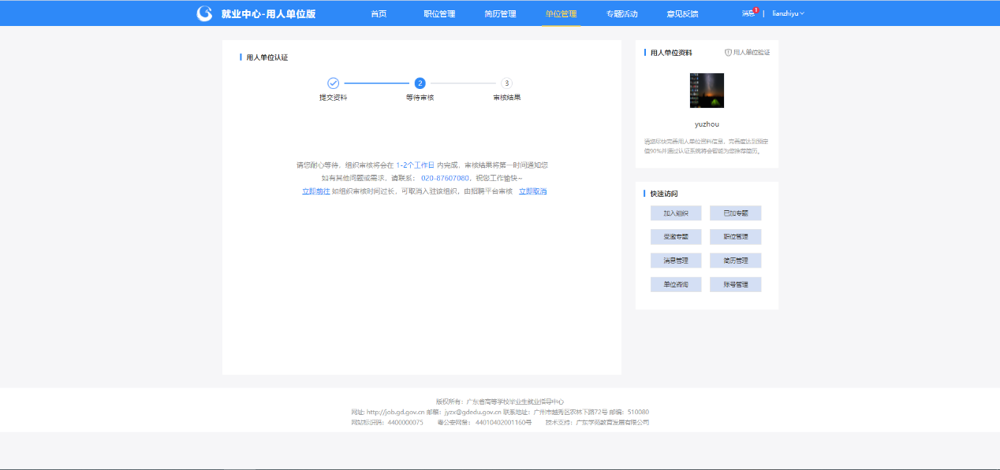 就业中心-用人单位版 首页 职位管理 简历管理 单位管理 专题活动 意见反馈 消息 1 | lianzhiyu
用人单位认证
2 3
提交资料 等待审核 审核结果
请您耐心等待，组织审核将会在 1-2个工作日 内完成，审核结果将第一时间通知您
如有其他问题或需求，请联系： 020-87607080，祝您工作愉快~
立即前往 如组织审核时间过长，可取消入驻该组织，由招聘平台审核 立即取消
用人单位资料 用人单位验证
yuzhou
请您尽快完善用人单位资料信息，完善度达到预定
值90%并通过认证系统将会智能为您推荐简历。
快速访问
加入组织 已加专题
受邀专题 职位管理
消息管理 简历管理
单位咨询 账号管理
版权所有：广东省高等学校毕业生就业指导中心
网址: http://job.gd.gov.cn 邮箱：jyzx@gdedu.gov.cn 联系地址：广州市越秀区农林下路72号 邮编：510080
网站标识码：4400000075 粤公安网备：44010402001160号 技术支持：广东学苑教育发展有限公司